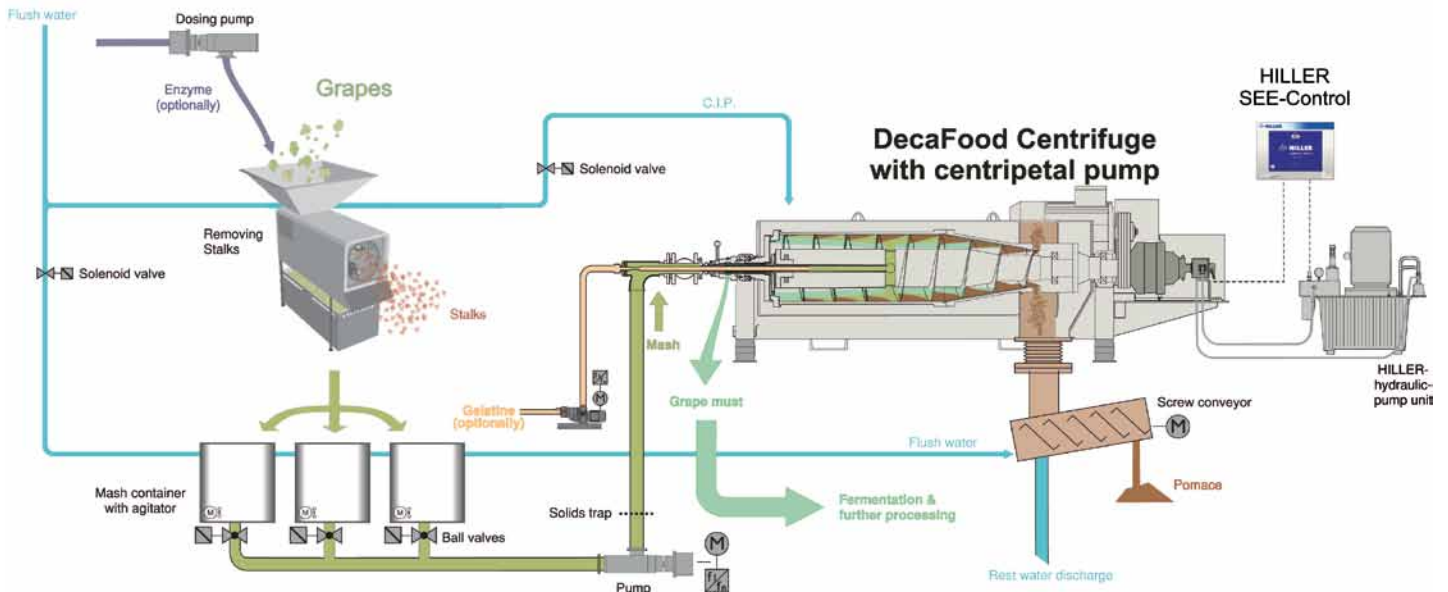 Flush water
Dosing pump
Enzyme
(optionally)
Grapes
C.I.P.
HILLER
SEE-Control
HILLER
HILLER
DecaFood Centrifuge
with centripetal pump
Solenoid valve
Removing
Stalks
Solenoid valve
Stalks
Mash
HILLER-
hydraulic-
pump unit
Gelatine
(optionally)
M
Grape must
Screw conveyor
M
Flush water
Pomace
Mash container
with agitator
M
M
M
Solids trap
Fermentation &
further processing
Ball valves
M
Pump
Rest water discharge